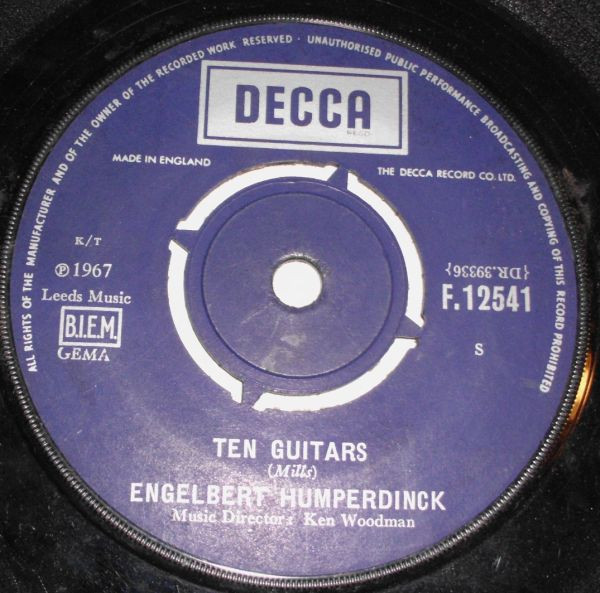 ALL RIGHTS OF THE MANUFACTURER AND OF THE OWNER OF THE RECORDED WORK RESERVED · UNAUTHORISED PUBLIC PERFORMANCE BROADCASTING AND COPYING OF THIS RECORD PROHIBITED
DECCA
REGD
MADE IN ENGLAND
THE DECCA RECORD CO. LTD.
K/T
℗ 1967
{DR.39336}
Leeds Music
F.12541
B.I.E.M.
GEMA
S
TEN GUITARS
(Mills)
ENGELBERT HUMPERDINCK
Music Director: Ken Woodman